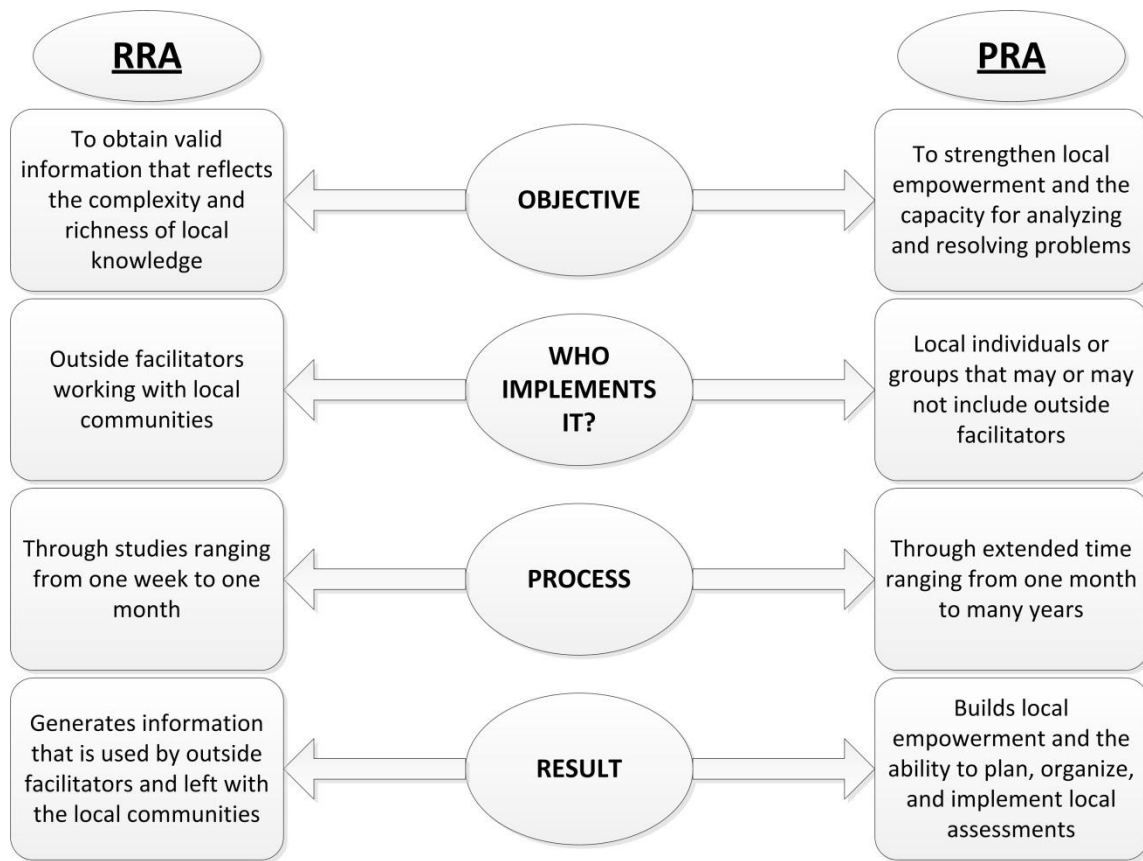 RRA
PRA
To obtain valid
information that reflects
the complexity and
richness of local
knowledge
OBJECTIVE
To strengthen local
empowerment and the
capacity for analyzing
and resolving problems
Outside facilitators
working with local
communities
WHO
IMPLEMENTS
IT?
Local individuals or
groups that may or may
not include outside
facilitators
Through studies ranging
from one week to one
month
PROCESS
Through extended time
ranging from one month
to many years
Generates information
that is used by outside
facilitators and left with
the local communities
RESULT
Builds local
empowerment and the
ability to plan, organize,
and implement local
assessments